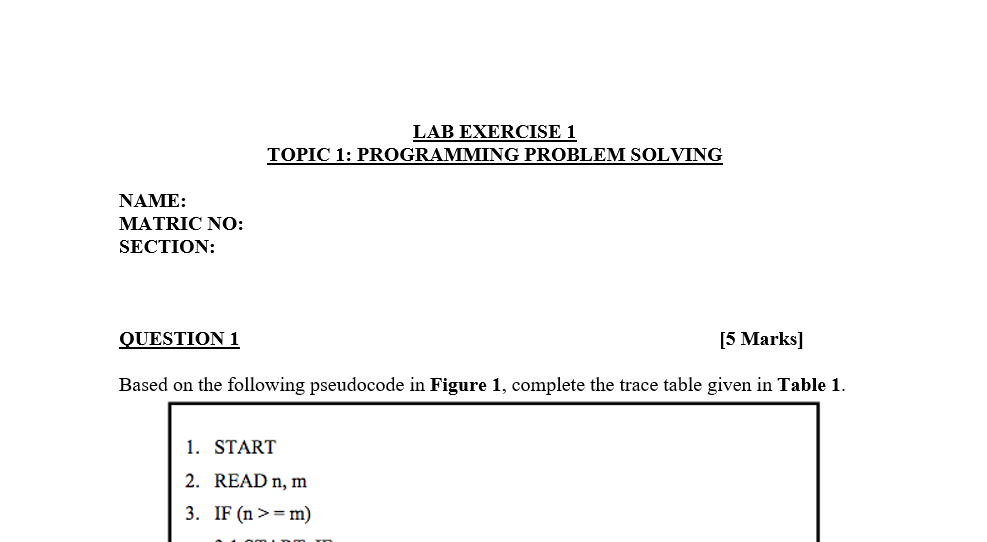 LAB EXERCISE 1
TOPIC 1: PROGRAMMING PROBLEM SOLVING
NAME:
MATRIC NO:
SECTION:
QUESTION 1 [5 Marks]
Based on the following pseudocode in Figure 1, complete the trace table given in Table 1.
1. START
2. READ n, m
3. IF (n > = m)